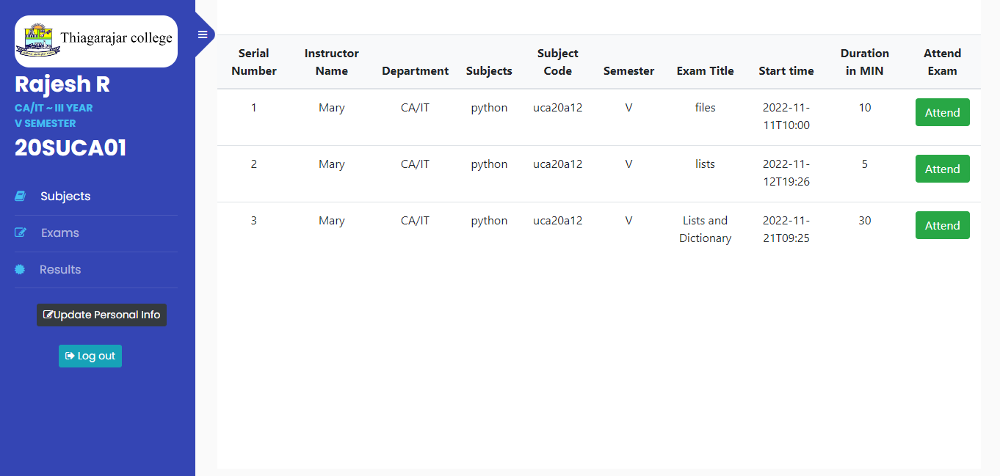 Thiagarajar college
Rajesh R
CA/IT ~ III YEAR
V SEMESTER
20SUCA01
Subjects
Exams
Results
Update Personal Info
Log out
Serial Number Instructor Name Department Subjects Subject Code Semester Exam Title Start time Duration in MIN Attend Exam
1 Mary CA/IT python uca20a12 V files 2022-11-11T10:00 10 Attend
2 Mary CA/IT python uca20a12 V lists 2022-11-12T19:26 5 Attend
3 Mary CA/IT python uca20a12 V Lists and Dictionary 2022-11-21T09:25 30 Attend